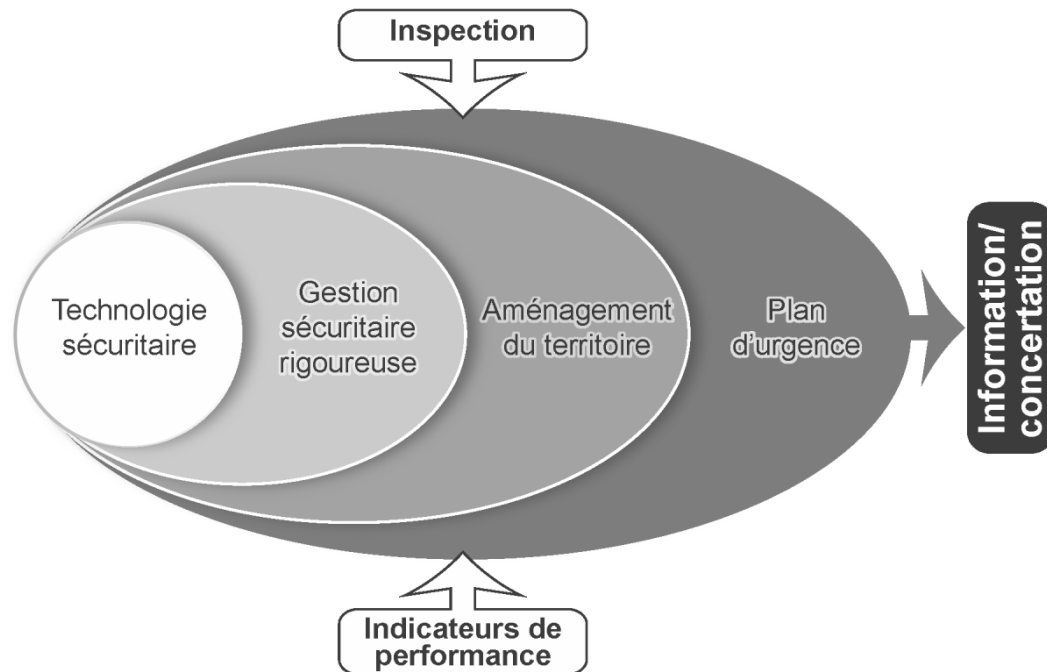 Inspection
Technologie
sécuritaire
Gestion
sécuritaire
rigoureuse
Aménagement
du territoire
Plan
d'urgence
Information/
concertation
Indicateurs de
performance